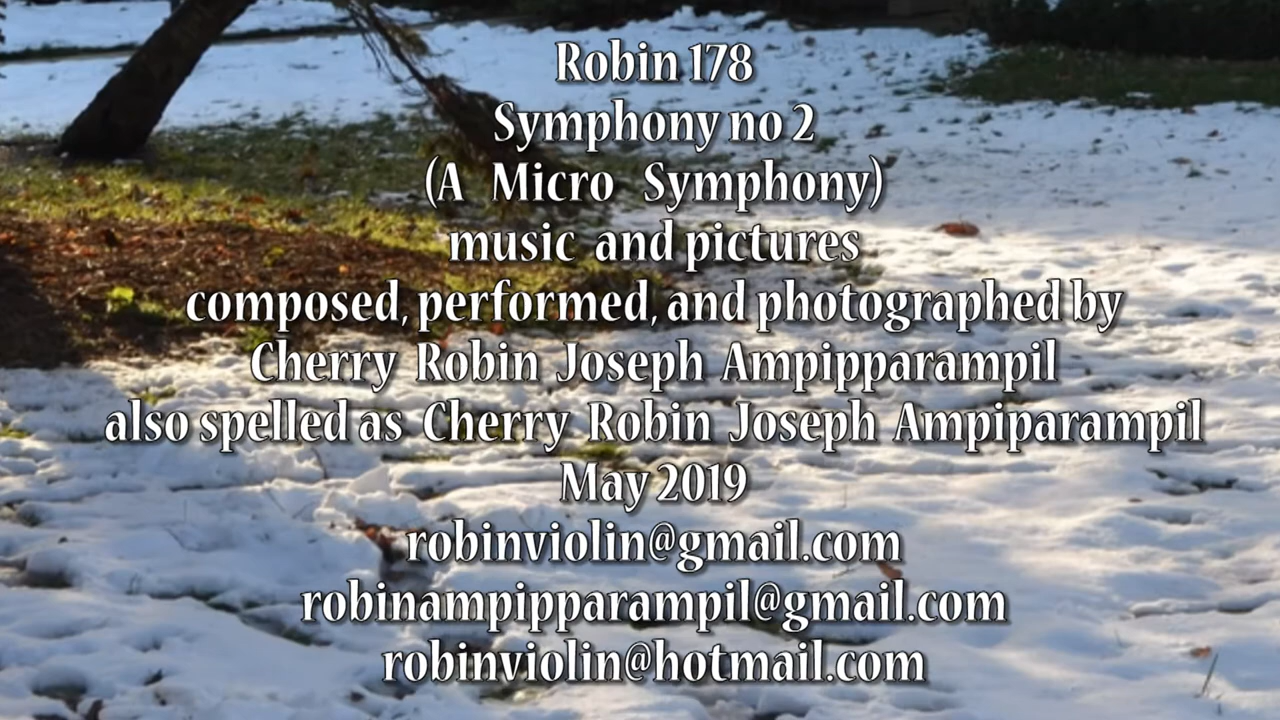 Robin 178
Symphony no 2
(A Micro Symphony)
music and pictures
composed, performed, and photographed by
Cherry Robin Joseph Ampipparampil
also spelled as Cherry Robin Joseph Ampiparampil
May 2019
robinviolin@gmail.com
robinampipparampil@gmail.com
robinviolin@hotmail.com